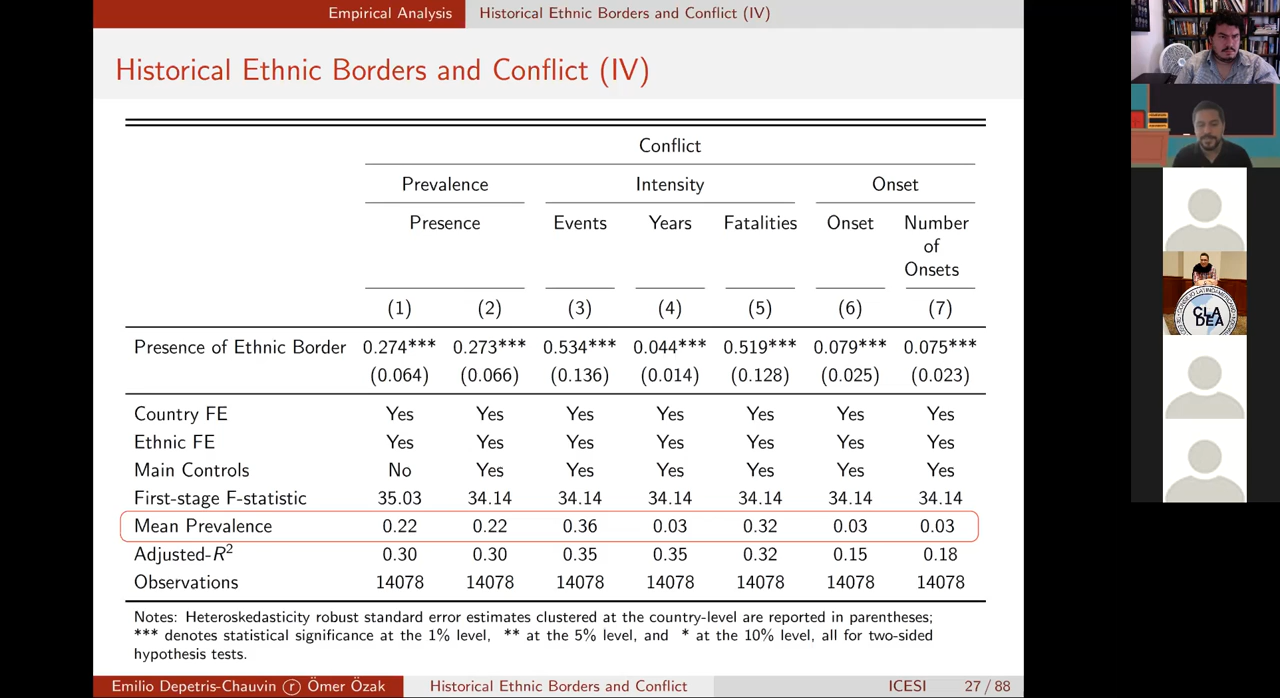 Empirical Analysis Historical Ethnic Borders and Conflict (IV)
Historical Ethnic Borders and Conflict (IV)
Conflict
Prevalence Intensity Onset
Presence Events Years Fatalities Onset Number
of
Onsets
(1) (2) (3) (4) (5) (6) (7)
Presence of Ethnic Border 0.274*** 0.273*** 0.534*** 0.044*** 0.519*** 0.079*** 0.075***
(0.064) (0.066) (0.136) (0.014) (0.128) (0.025) (0.023)
Country FE Yes Yes Yes Yes Yes Yes Yes
Ethnic FE Yes Yes Yes Yes Yes Yes Yes
Main Controls No Yes Yes Yes Yes Yes Yes
First-stage F-statistic 35.03 34.14 34.14 34.14 34.14 34.14 34.14
Mean Prevalence 0.22 0.22 0.36 0.03 0.32 0.03 0.03
Adjusted-R² 0.30 0.30 0.35 0.35 0.32 0.15 0.18
Observations 14078 14078 14078 14078 14078 14078 14078
Notes: Heteroskedasticity robust standard error estimates clustered at the country-level are reported in parentheses;
*** denotes statistical significance at the 1% level, ** at the 5% level, and * at the 10% level, all for two-sided
hypothesis tests.
Emilio Depetris-Chauvin ⓡ Ömer Özak Historical Ethnic Borders and Conflict ICESI 27 / 88
CLA
DEA